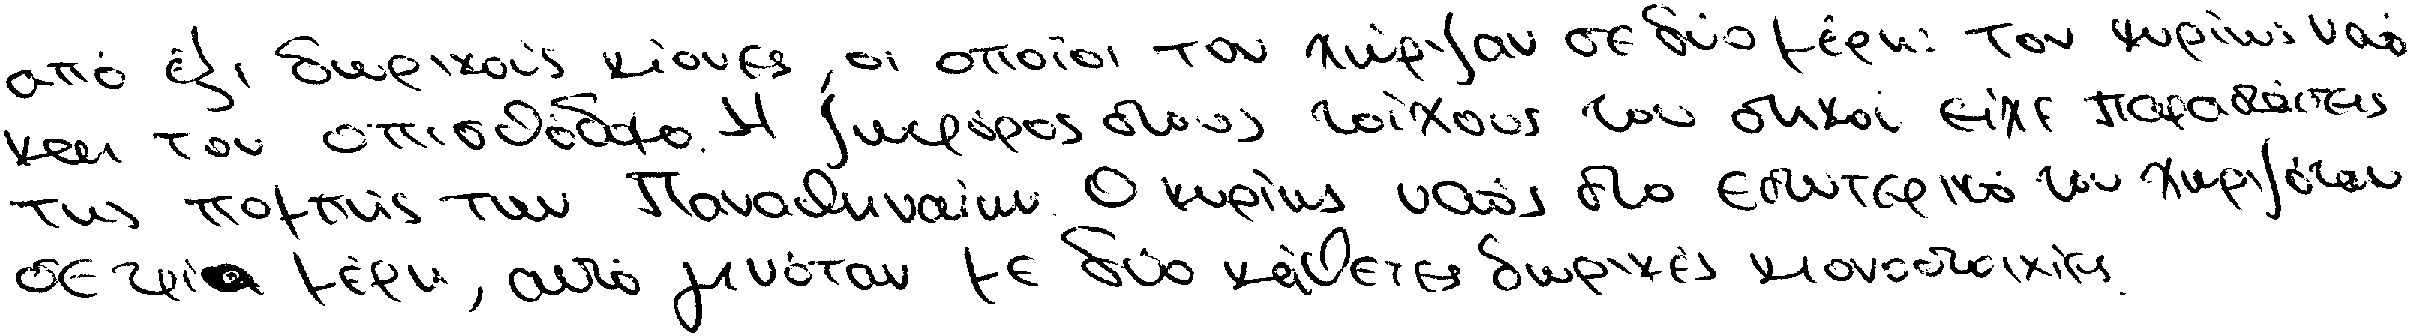 από έξι δωρικούς κίονες, οι οποίοι τον χώριζαν σε δύο μέρη: τον κυρίως ναό
και τον οπισθόδομο. Η ζωφόρος στους τοίχους του σηκού είχε παραστάσεις
της πομπής των Παναθηναίων. Ο κυρίως ναός στο εσωτερικό του χωριζόταν
σε τρία μέρη, αυτό γινόταν με δύο κάθετες δωρικές κιονοστοιχίες.